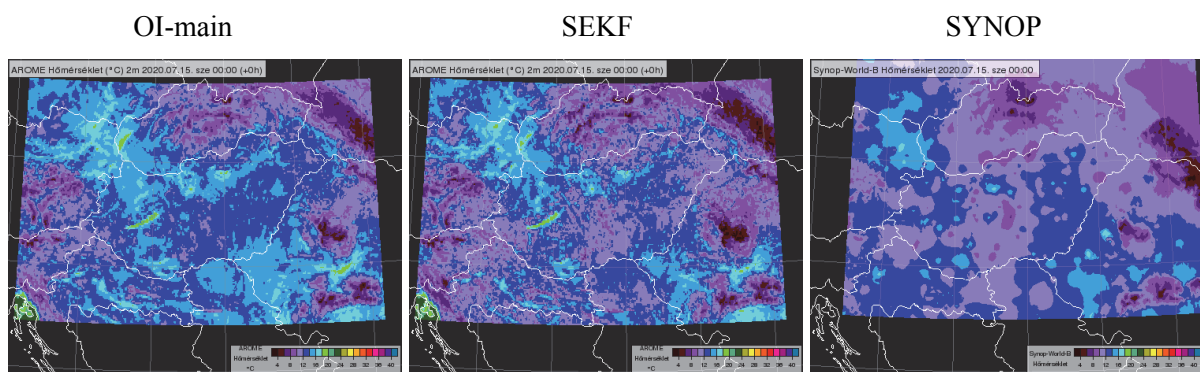 OI-main
SEKF
SYNOP
AROME Hőmérséklet (°C) 2m 2020.07.15. sze 00:00 (+0h)
AROME Hőmérséklet (°C) 2m 2020.07.15. sze 00:00 (+0h)
Synop-World-B Hőmérséklet 2020.07.15. sze 00:00
AROME
Hőmérséklet
°C
4 8 12 16 20 24 28 32 36 40
AROME
Hőmérséklet
°C
4 8 12 16 20 24 28 32 36 40
Synop-World-B
Hőmérséklet
4 8 12 16 20 24 28 32 36 40